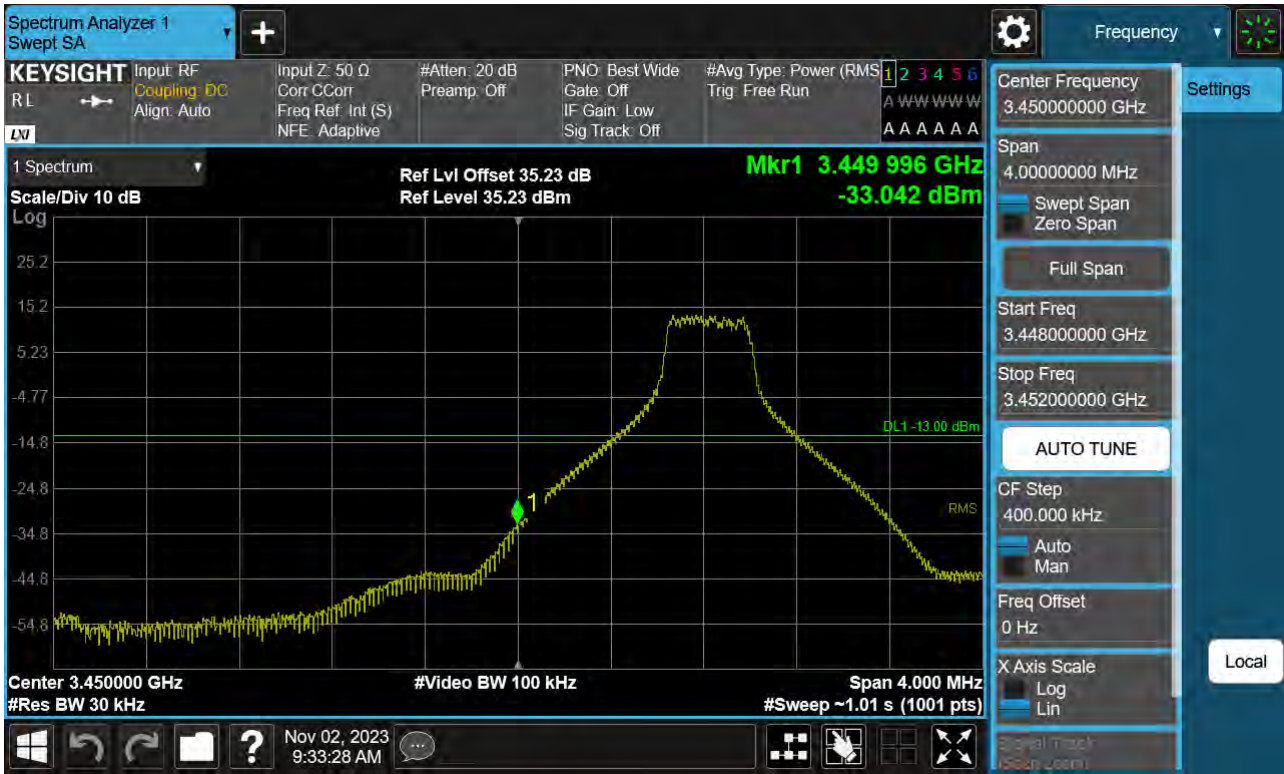 Spectrum Analyzer 1
Swept SA
Frequency
KEYSIGHT
RL
LXI
Input: RF
Coupling: DC
Align: Auto
Input Z: 50 Ω
Corr CCorr
Freq Ref: Int (S)
NFE: Adaptive
#Atten: 20 dB
Preamp: Off
PNO: Best Wide
Gate: Off
IF Gain: Low
Sig Track: Off
#Avg Type: Power (RMS
Trig: Free Run
1 2 3 4 5 6
A W W W W W
A A A A A A
1 Spectrum
Scale/Div 10 dB
Ref Lvl Offset 35.23 dB
Ref Level 35.23 dBm
Mkr1 3.449 996 GHz
-33.042 dBm
Log
25.2
15.2
5.23
-4.77
-14.8
-24.8
-34.8
-44.8
-54.8
DL1 -13.00 dBm
1
RMS
Center 3.450000 GHz
#Res BW 30 kHz
#Video BW 100 kHz
Span 4.000 MHz
#Sweep ~1.01 s (1001 pts)
Center Frequency
3.450000000 GHz
Settings
Span
4.00000000 MHz
Swept Span
Zero Span
Full Span
Start Freq
3.448000000 GHz
Stop Freq
3.452000000 GHz
AUTO TUNE
CF Step
400.000 kHz
Auto
Man
Freq Offset
0 Hz
X Axis Scale
Log
Lin
Local
Signal Track
(Span Zoom)
?
Nov 02, 2023
9:33:28 AM